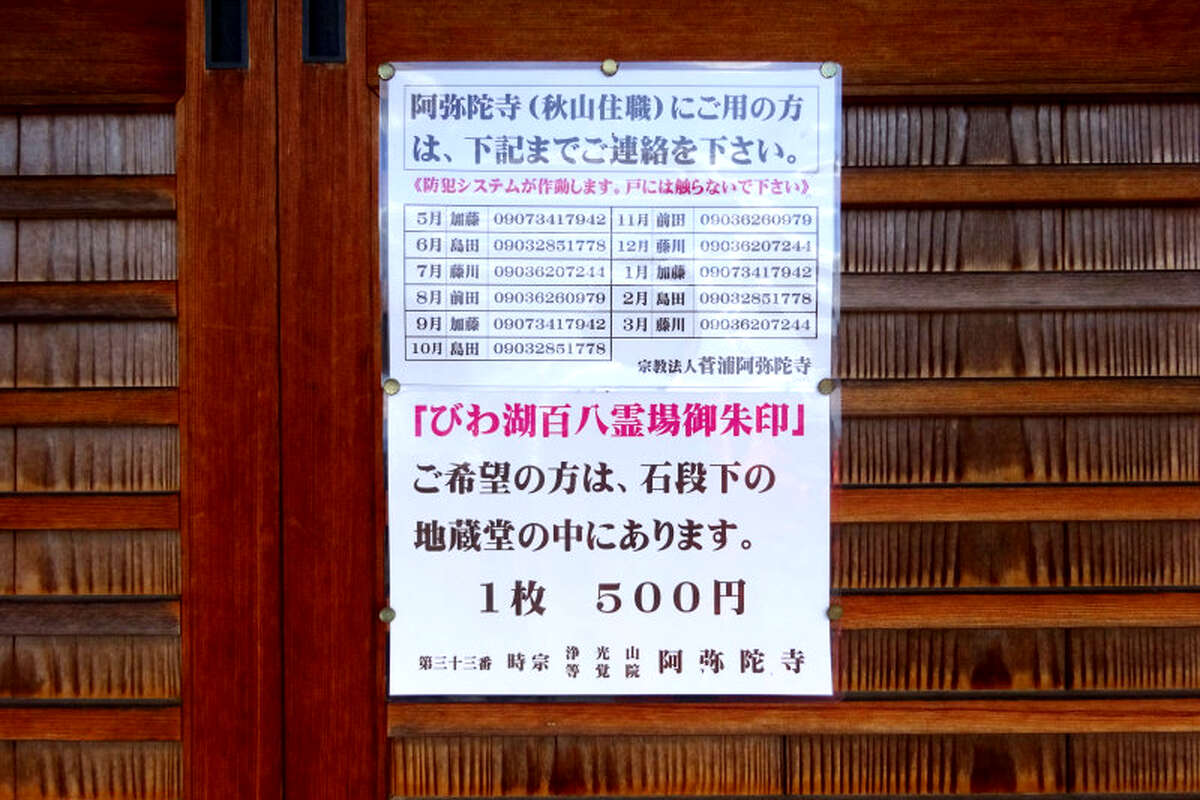 阿弥陀寺（秋山住職）にご用の方
は、下記までご連絡を下さい。
《防犯システムが作動します。戸には触らないで下さい》
5月 加藤 09073417942 11月 前田 09036260979
6月 島田 09032851778 12月 藤川 09036207244
7月 藤川 09036207244 1月 加藤 09073417942
8月 前田 09036260979 2月 島田 09032851778
9月 加藤 09073417942 3月 藤川 09036207244
10月 島田 09032851778
宗教法人菅浦阿弥陀寺
「びわ湖百八霊場御朱印」
ご希望の方は、石段下の
地蔵堂の中にあります。
1枚 500円
第三十三番 時宗 浄光山 等覚院 阿弥陀寺